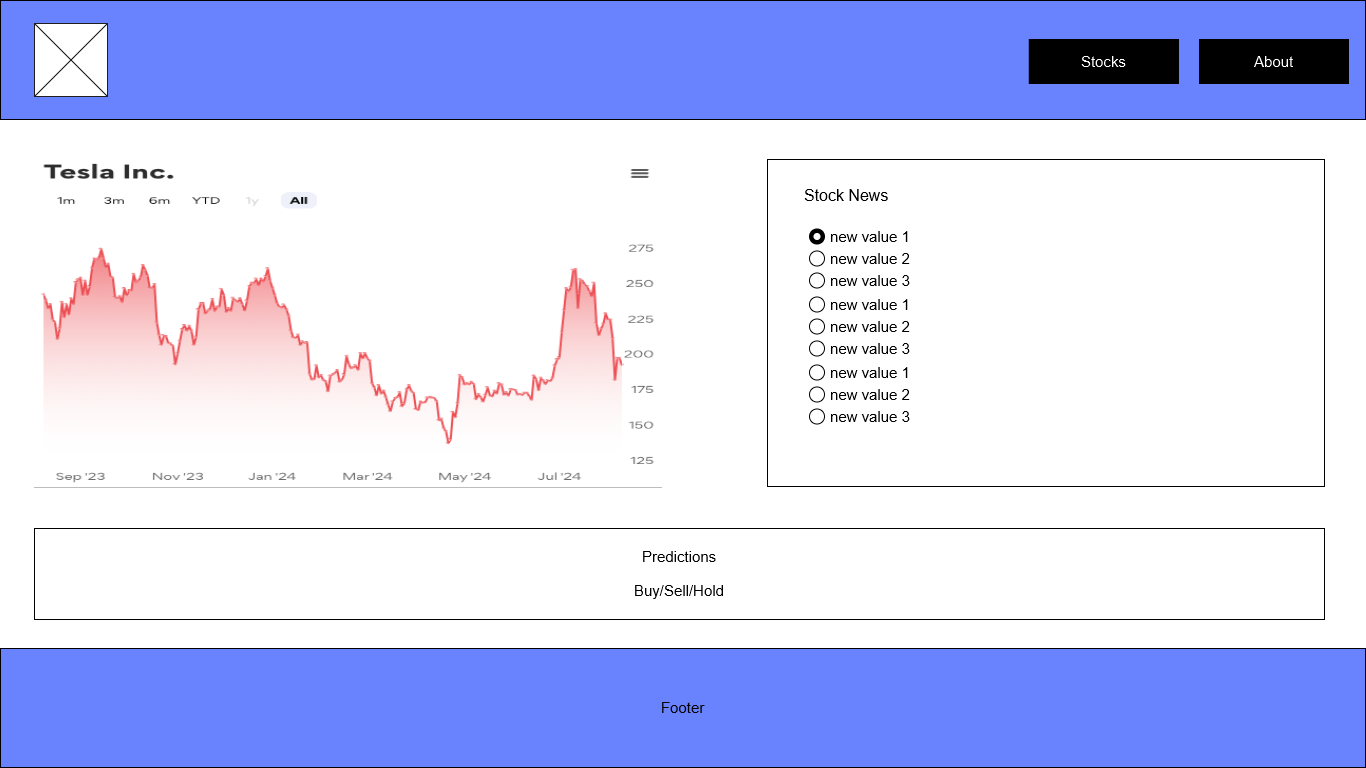 Stocks
About
Tesla Inc.
1m 3m 6m YTD 1y All
275
250
225
200
175
150
125
Sep '23 Nov '23 Jan '24 Mar '24 May '24 Jul '24
Stock News
new value 1
new value 2
new value 3
new value 1
new value 2
new value 3
new value 1
new value 2
new value 3
Predictions
Buy/Sell/Hold
Footer